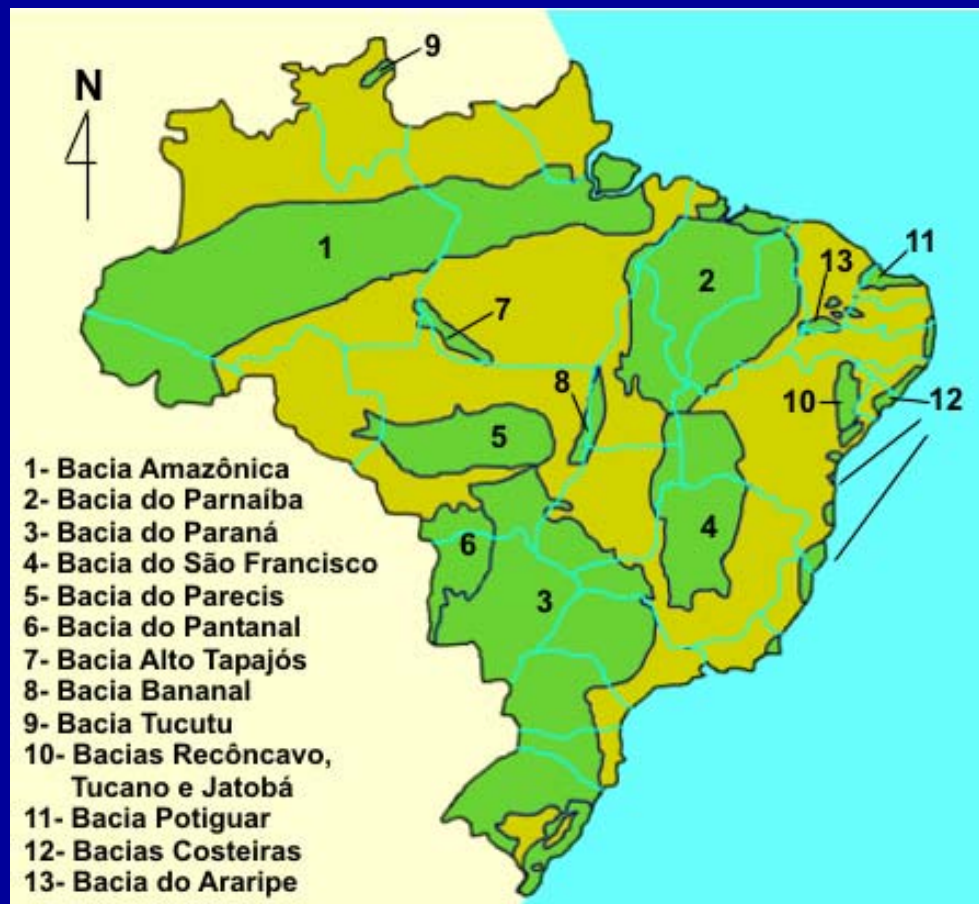 9
N
11
1
13
2
7
8
10
12
5
4
6
3
1- Bacia Amazônica
2- Bacia do Parnaíba
3- Bacia do Paraná
4- Bacia do São Francisco
5- Bacia do Parecis
6- Bacia do Pantanal
7- Bacia Alto Tapajós
8- Bacia Bananal
9- Bacia Tucutu
10- Bacias Recôncavo,
Tucano e Jatobá
11- Bacia Potiguar
12- Bacias Costeiras
13- Bacia do Araripe